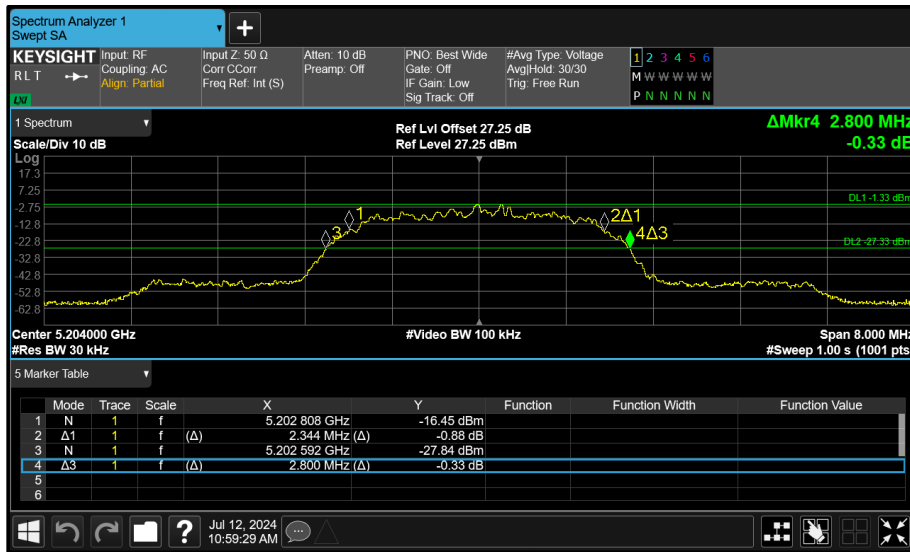 Spectrum Analyzer 1
Swept SA
+
KEYSIGHT Input: RF Input Z: 50 Ω Atten: 10 dB PNO: Best Wide #Avg Type: Voltage 1 2 3 4 5 6
RLT Coupling: AC Corr CCorr Preamp: Off Gate: Off Avg|Hold: 30/30 M W W W W W
Align: Partial Freq Ref: Int (S) IF Gain: Low Trig: Free Run
LXI Sig Track: Off P N N N N N
1 Spectrum Ref Lvl Offset 27.25 dB ΔMkr4 2.800 MHz
Scale/Div 10 dB Ref Level 27.25 dBm -0.33 dB
Log
17.3
7.25 DL1 -1.33 dBm
-2.75 1 2Δ1
-12.8 3 4Δ3
-22.8 DL2 -27.33 dBm
-32.8
-42.8
-52.8
-62.8
Center 5.204000 GHz #Video BW 100 kHz Span 8.000 MHz
#Res BW 30 kHz #Sweep 1.00 s (1001 pts
5 Marker Table
Mode Trace Scale X Y Function Function Width Function Value
1 N 1 f 5.202 808 GHz -16.45 dBm
2 Δ1 1 f (Δ) 2.344 MHz (Δ) -0.88 dB
3 N 1 f 5.202 592 GHz -27.84 dBm
4 Δ3 1 f (Δ) 2.800 MHz (Δ) -0.33 dB
5
6
? Jul 12, 2024
10:59:29 AM